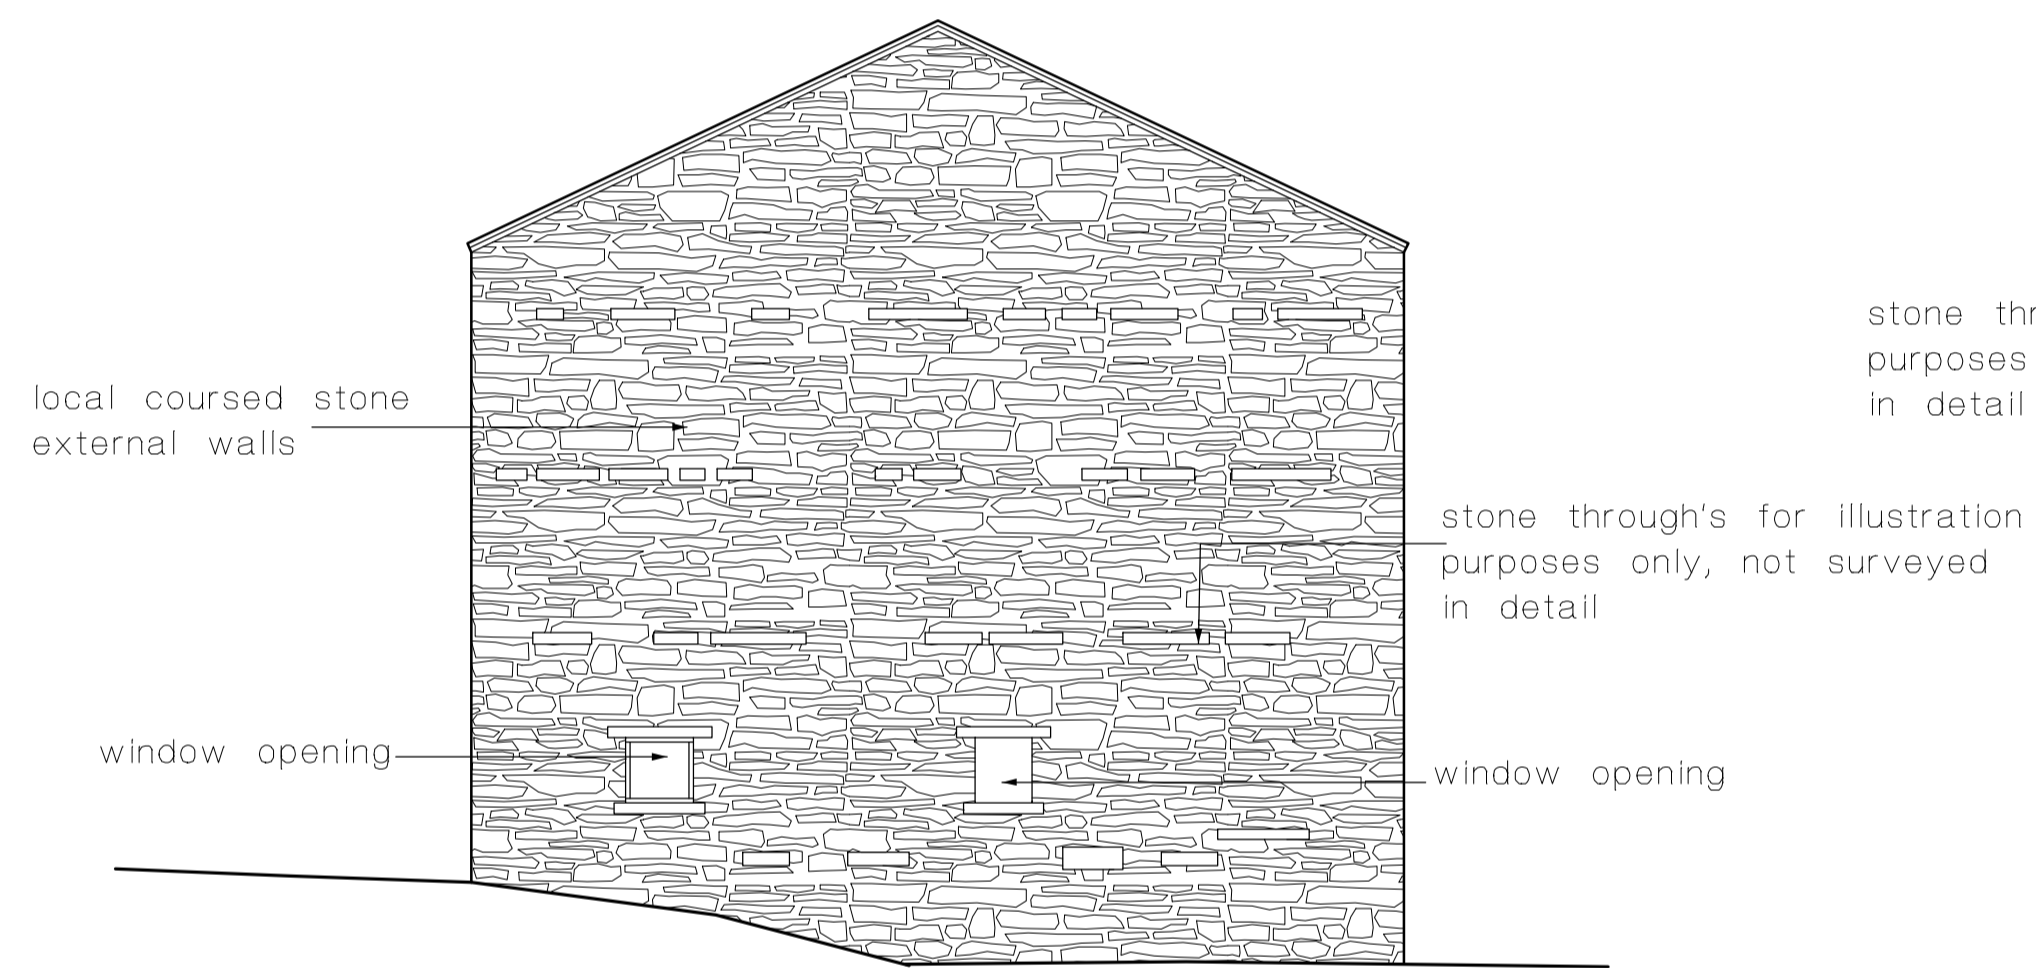 local coursed stone
external walls
window opening
stone through's for illustration
purposes only, not surveyed
in detail
window opening
stone
purposes
in detail